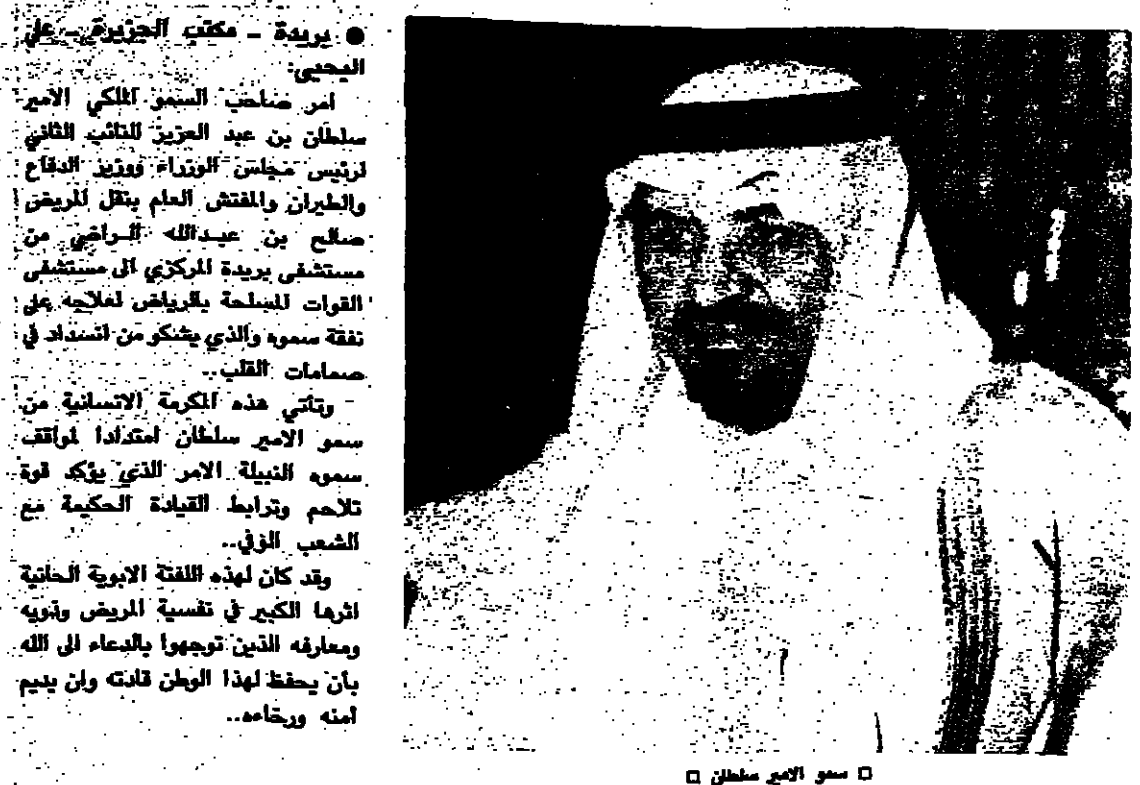 ● بريدة - مكتب الجزيرة - علي
اليحيى:
امر صاحب السمو الملكي الامير
سلطان بن عبد العزيز النائب الثاني
لرئيس مجلس الوزراء ووزير الدفاع
والطيران والمفتش العام بنقل المريض
صالح بن عبدالله الراضي من
مستشفى بريدة المركزي الى مستشفى
القوات المسلحة بالرياض لعلاجه على
نفقة سموه والذي يشكو من انسداد في
صمامات القلب..
وتأتي هذه المكرمة الانسانية من
سمو الامير سلطان امتدادا لمواقف
سموه النبيلة الامر الذي يؤكد قوة
تلاحم وترابط القيادة الحكيمة مع
الشعب الوفي..
وقد كان لهذه اللفتة الابوية الحانية
اثرها الكبير في نفسية المريض وذويه
ومعارفه الذين توجهوا بالدعاء الى الله
بأن يحفظ لهذا الوطن قادته وان يديم
امنه ورخاءه..
□ سمو الامير سلطان □